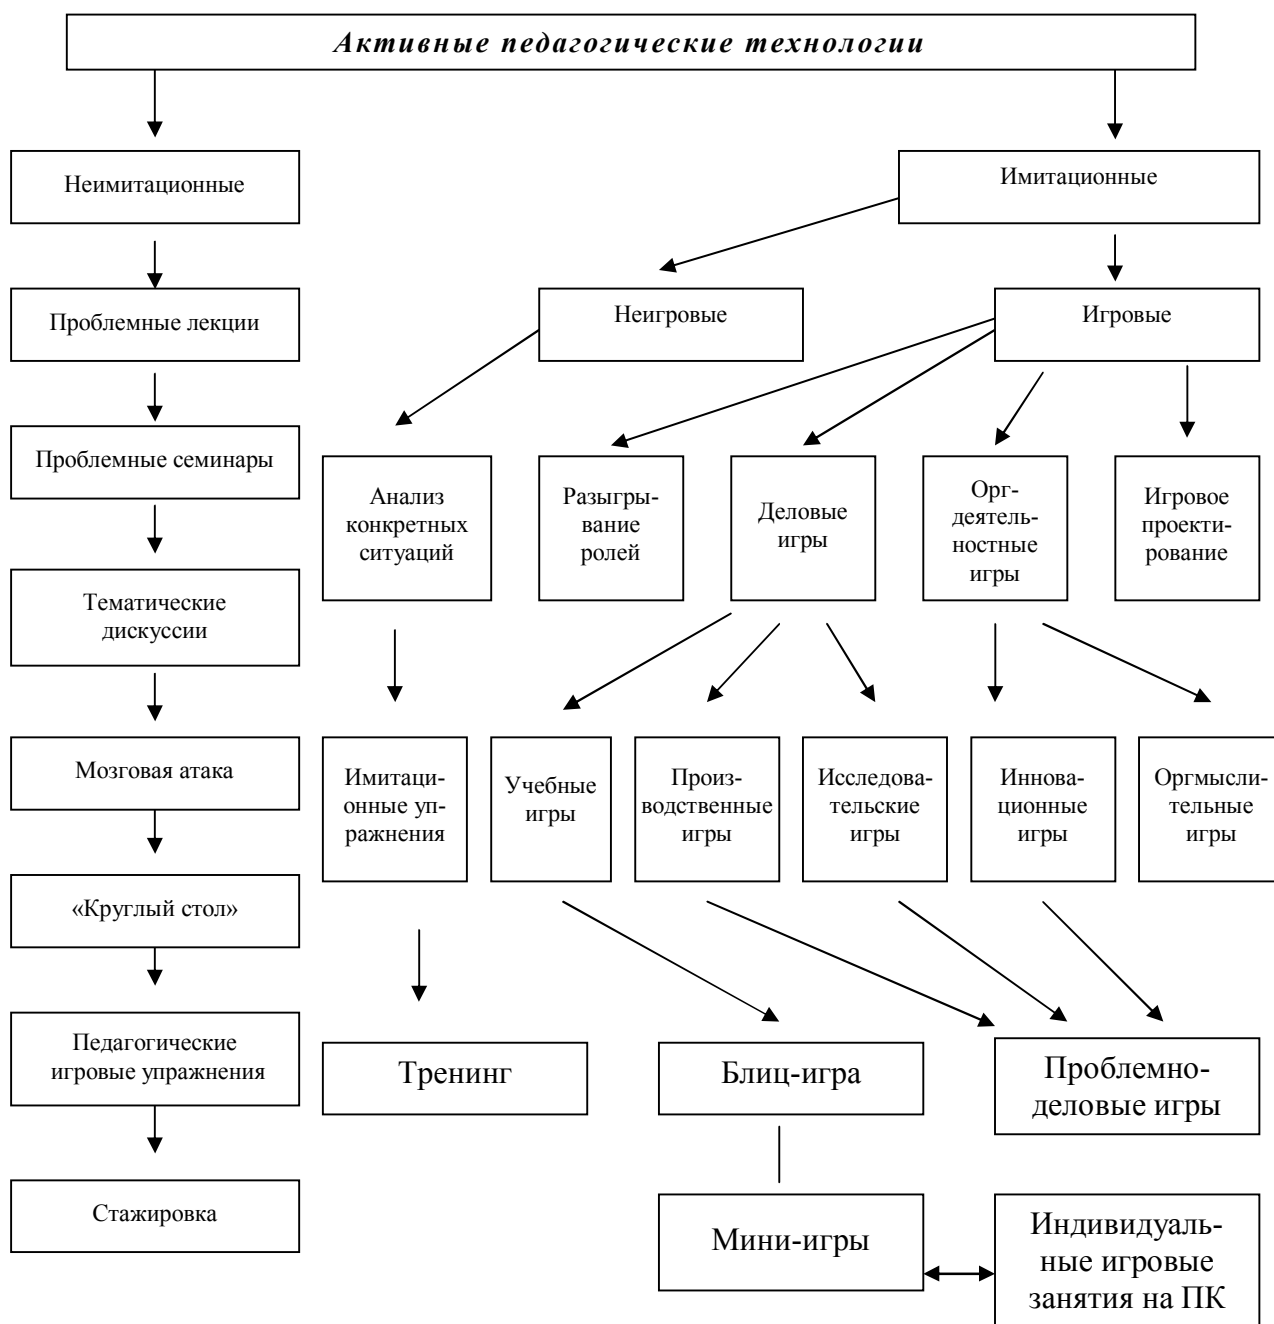 Активные педагогические технологии
Неимитационные
Имитационные
Проблемные лекции
Неигровые
Игровые
Проблемные семинары
Анализ
конкретных
ситуаций
Разыгры-
вание
ролей
Деловые
игры
Орг-
деятель-
ностные
игры
Игровое
проекти-
рование
Тематические
дискуссии
Мозговая атака
Имитаци-
онные уп-
ражнения
Учебные
игры
Произ-
водственные
игры
Исследова-
тельские
игры
Иннова-
ционные
игры
Оргмысли-
тельные
игры
«Круглый стол»
Педагогические
игровые упражнения
Тренинг
Блиц-игра
Проблемно-
деловые игры
Стажировка
Мини-игры
Индивидуаль-
ные игровые
занятия на ПК